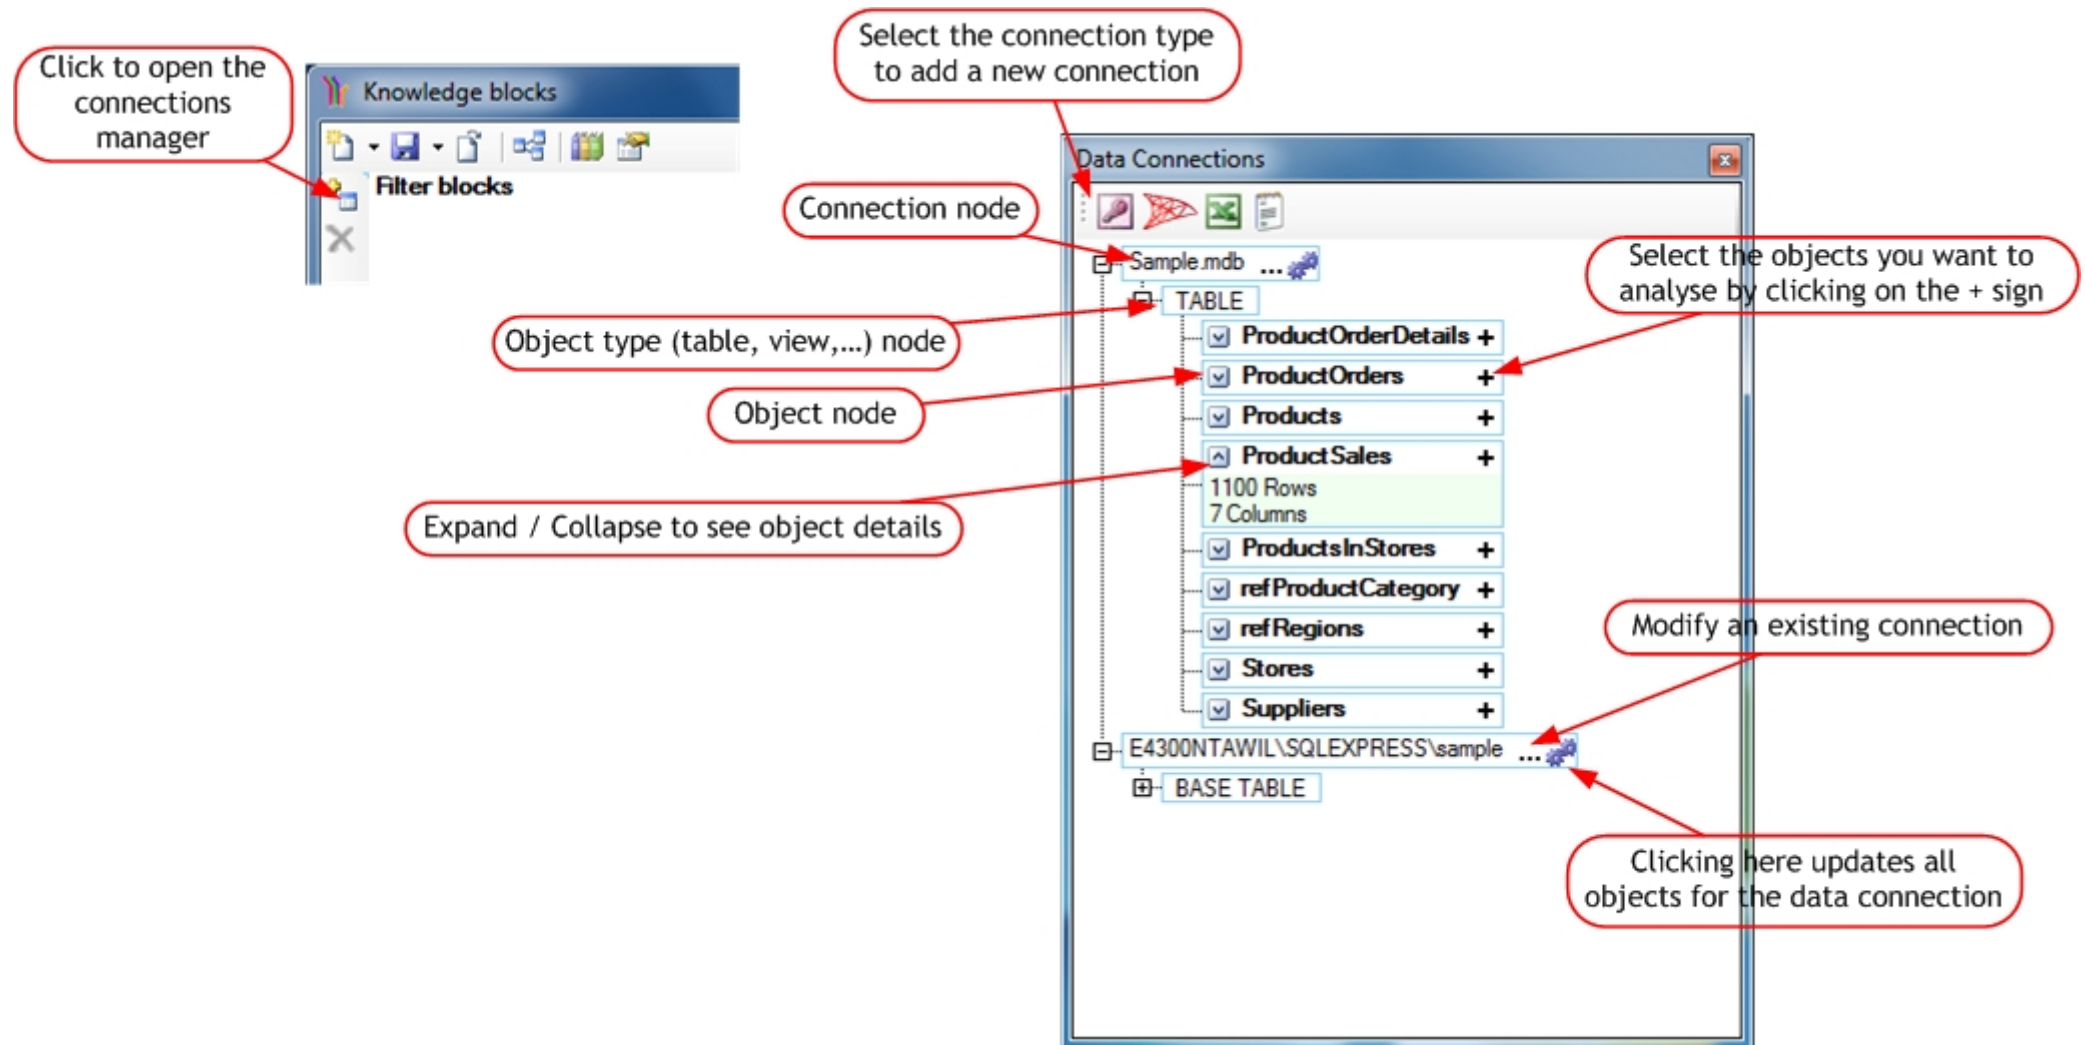 Click to open the
connections
manager
Knowledge blocks
Filter blocks
Select the connection type
to add a new connection
Data Connections
Connection node
Sample.mdb ...
Select the objects you want to
analyse by clicking on the + sign
TABLE
Object type (table, view,...) node
ProductOrderDetails +
ProductOrders +
Object node
Products +
ProductSales +
1100 Rows
7 Columns
Expand / Collapse to see object details
ProductsInStores +
refProductCategory +
refRegions +
Modify an existing connection
Stores +
Suppliers +
E4300NTAWIL\SQLEXPRESS\sample ...
BASE TABLE
Clicking here updates all
objects for the data connection